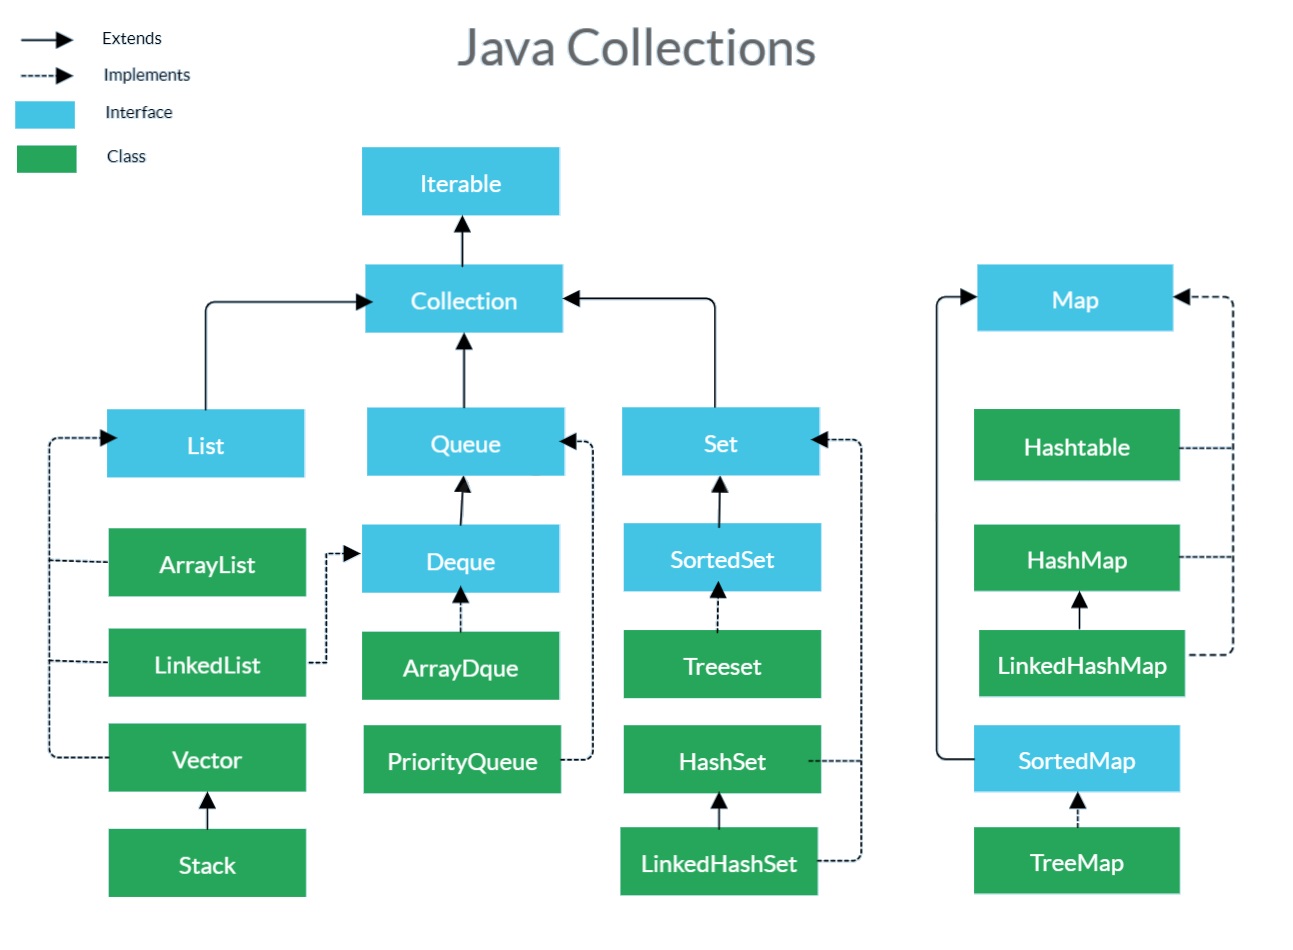 Java Collections
Extends
Implements
Interface
Class
Iterable
Collection
Map
List
Queue
Set
Hashtable
ArrayList
Deque
SortedSet
HashMap
LinkedList
ArrayDque
Treeset
LinkedHashMap
Vector
PriorityQueue
HashSet
SortedMap
Stack
LinkedHashSet
TreeMap